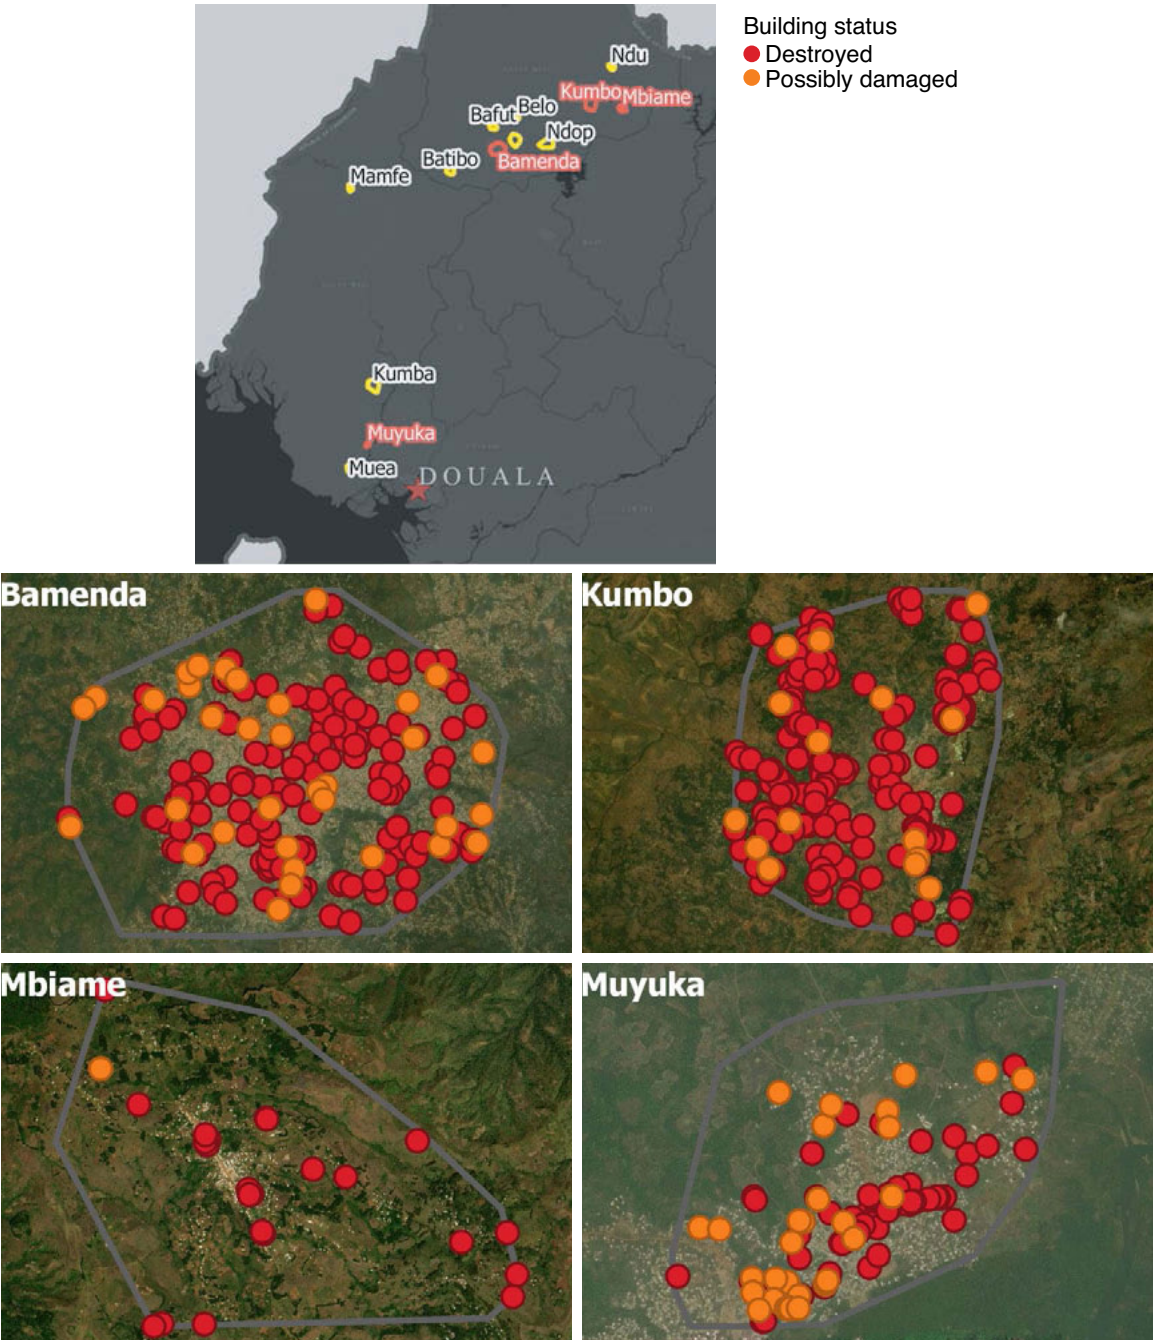 Building status
Destroyed
Possibly damaged
Ndu
Kumbo
Mbiame
Belo
Bafut
Ndop
Batibo
Bamenda
Mamfe
Kumba
Muyuka
Muea
DOUALA
Bamenda
Kumbo
Mbiame
Muyuka